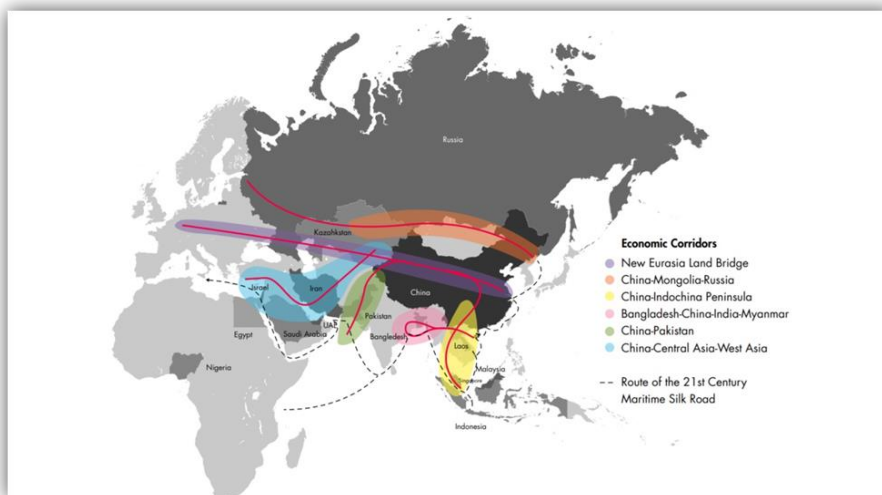 Russia
Kazahkstan
China
Israel
Iran
Pakistan
Egypt
Saudi Arabia
UAE
Bangladesh
Laos
Nigeria
Malaysia
Indonesia
Economic Corridors
New Eurasia Land Bridge
China-Mongolia-Russia
China-Indochina Peninsula
Bangladesh-China-India-Myanmar
China-Pakistan
China-Central Asia-West Asia
Route of the 21st Century
Maritime Silk Road